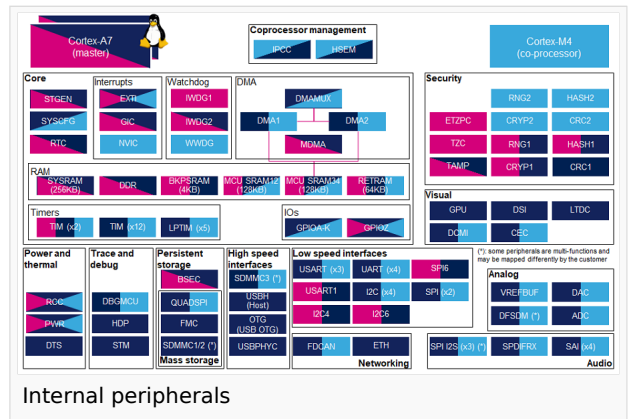 Cortex-A7
(master)
Coprocessor management
IPCC
HSEM
Cortex-M4
(co-processor)
Core
STGEN
SYSCFG
RTC
Interrupts
EXTI
GIC
NVIC
Watchdog
IWDG1
IWDG2
WWDG
DMA
DMAMUX
DMA1
DMA2
MDMA
Security
RNG2
HASH2
ETZPC
CRYP2
CRC2
TZC
RNG1
HASH1
TAMP
CRYP1
CRC1
RAM
SYSRAM
(256KB)
DDR
BKPSRAM
(4KB)
MCU SRAM12
(128KB)
MCU SRAM34
(128KB)
RETRAM
(64KB)
Timers
TIM (x2)
TIM (x12)
LPTIM (x5)
IOs
GPIOA-K
GPIOZ
Visual
GPU
DSI
LTDC
DCMI
CEC
Power and
thermal
RCC
PWR
DTS
Trace and
debug
DBGMCU
HDP
STM
Persistent
storage
BSEC
QUADSPI
FMC
SDMMC1/2 (*)
Mass storage
High speed
interfaces
SDMMC3 (*)
USBH
(Host)
OTG
(USB OTG)
USBPHYC
Low speed interfaces
USART (x3)
UART (x4)
SPI6
USART1
I2C (x4)
SPI (x2)
I2C4
I2C6
(*): some peripherals are multi-functions and
may be mapped differently by the customer
Analog
VREFBUF
DAC
DFSDM (*)
ADC
FDCAN
ETH
Networking
SPI I2S (x3) (*)
SPDIFRX
SAI (x4)
Audio
Internal peripherals